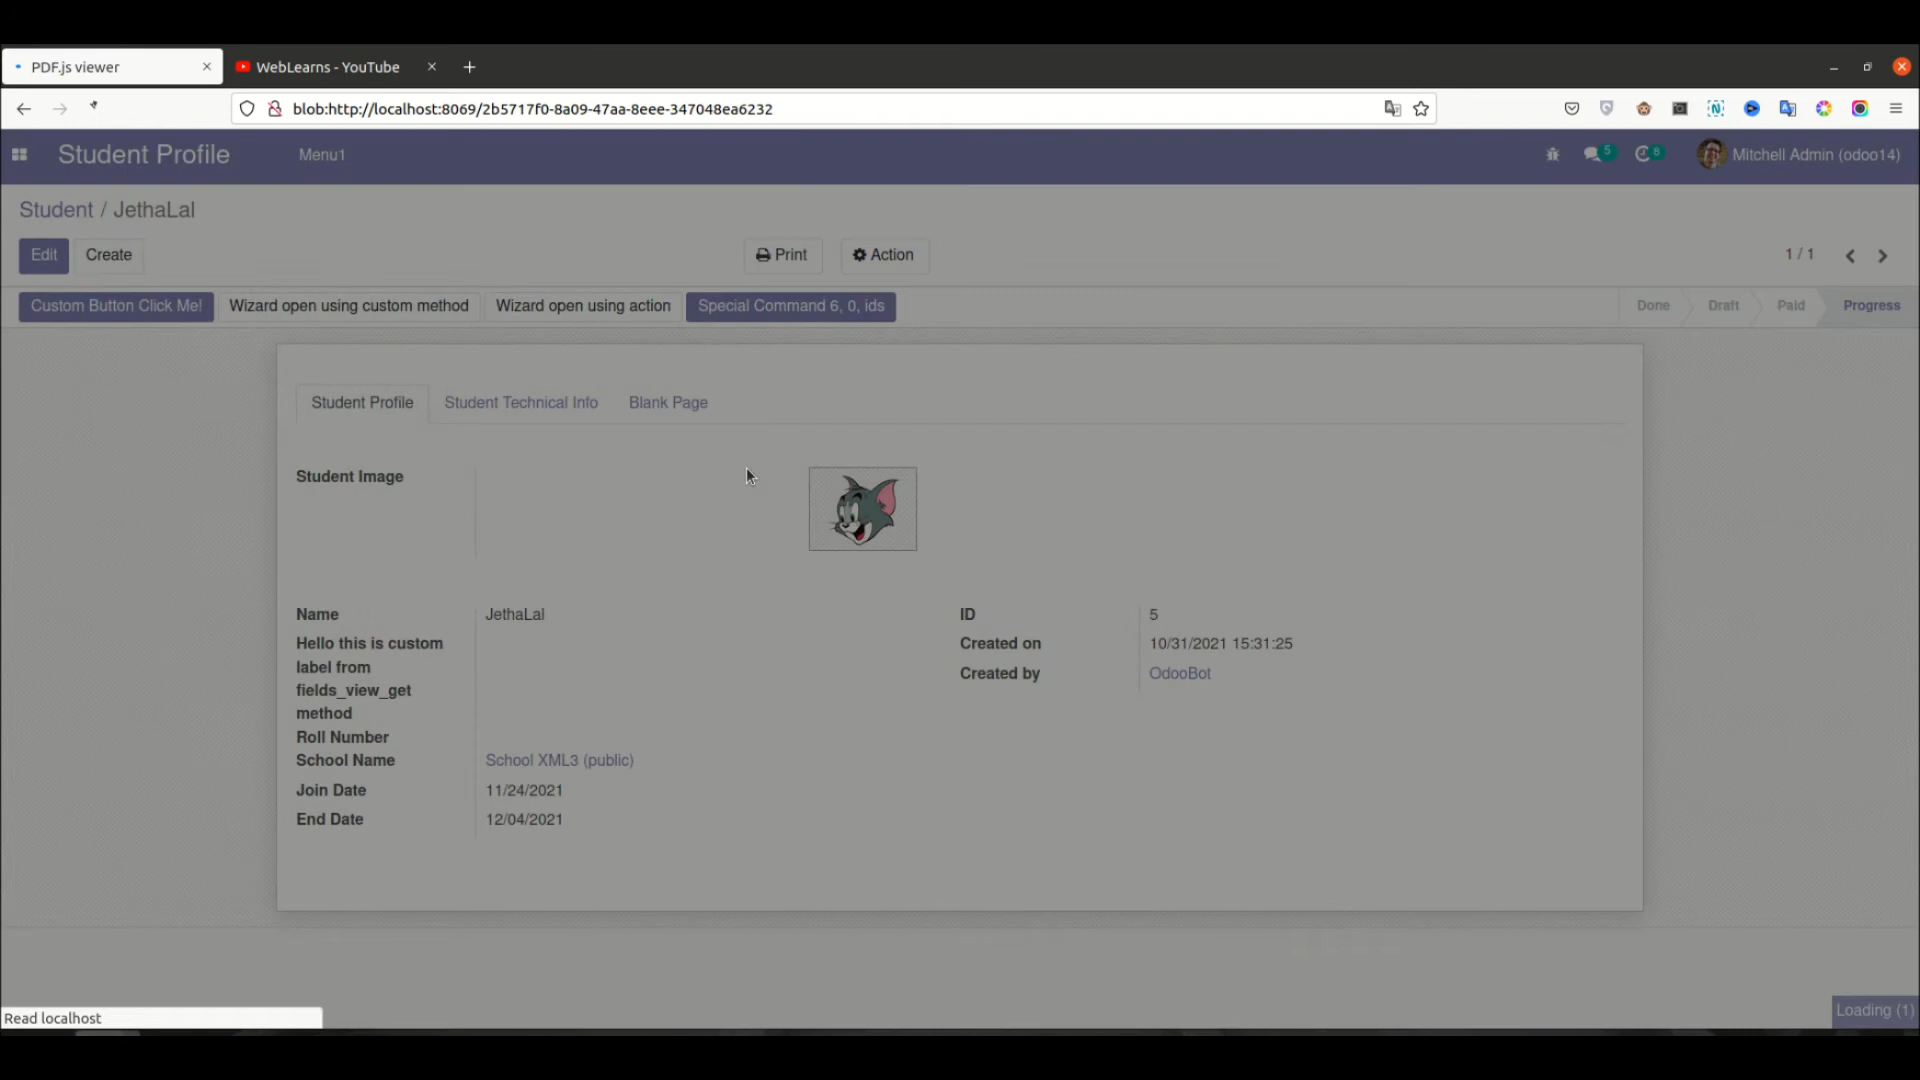 PDF.js viewer
WebLearns - YouTube
blob:http://localhost:8069/2b5717f0-8a09-47aa-8eee-347048ea6232
Student Profile
Menu1
5
8
Mitchell Admin (odoo14)
Student / JethaLal
Edit
Create
Print
Action
1 / 1
Custom Button Click Me!
Wizard open using custom method
Wizard open using action
Special Command 6, 0, ids
Done
Draft
Paid
Progress
Student Profile
Student Technical Info
Blank Page
Student Image
Name
JethaLal
ID
5
Hello this is custom
label from
fields_view_get
method
Created on
10/31/2021 15:31:25
Created by
OdooBot
Roll Number
School Name
School XML3 (public)
Join Date
11/24/2021
End Date
12/04/2021
Read localhost
Loading (1)